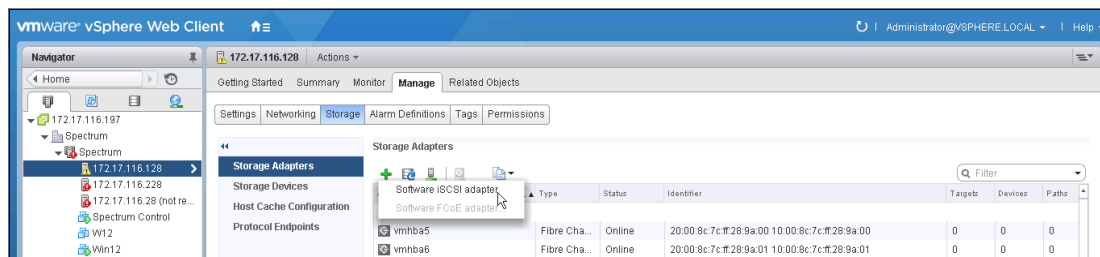 vmware® vSphere Web Client
Administrator@VSPHERE.LOCAL
Help
Navigator
172.17.116.128 Actions
Home
Getting Started Summary Monitor Manage Related Objects
Settings Networking Storage Alarm Definitions Tags Permissions
172.17.116.197
Spectrum
Spectrum
172.17.116.128
172.17.116.228
172.17.116.28 (not re...
Spectrum Control
W12
Win12
Storage Adapters
Storage Devices
Host Cache Configuration
Protocol Endpoints
Storage Adapters
Filter
Software iSCSI adapter
Software FCoE adapter...
Type Status Identifier Targets Devices Paths
vmhba5 Fibre Cha... Online 20:00:8c:7c:ff:28:9a:00 10:00:8c:7c:ff:28:9a:00 0 0 0
vmhba6 Fibre Cha... Online 20:00:8c:7c:ff:28:9a:01 10:00:8c:7c:ff:28:9a:01 0 0 0